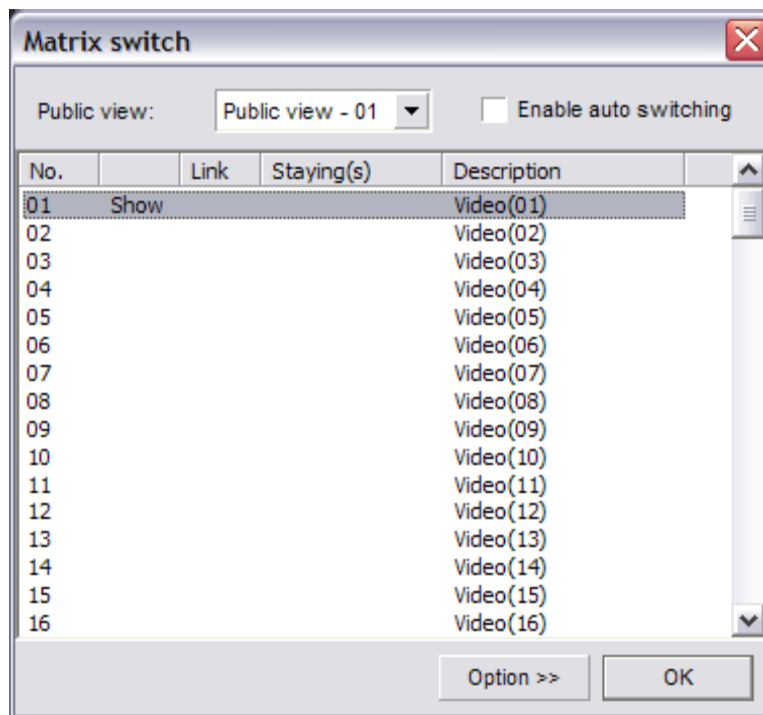 Matrix switch
Public view: Public view - 01 Enable auto switching
No. Link Staying(s) Description
01 Show Video(01)
02 Video(02)
03 Video(03)
04 Video(04)
05 Video(05)
06 Video(06)
07 Video(07)
08 Video(08)
09 Video(09)
10 Video(10)
11 Video(11)
12 Video(12)
13 Video(13)
14 Video(14)
15 Video(15)
16 Video(16)
Option >> OK